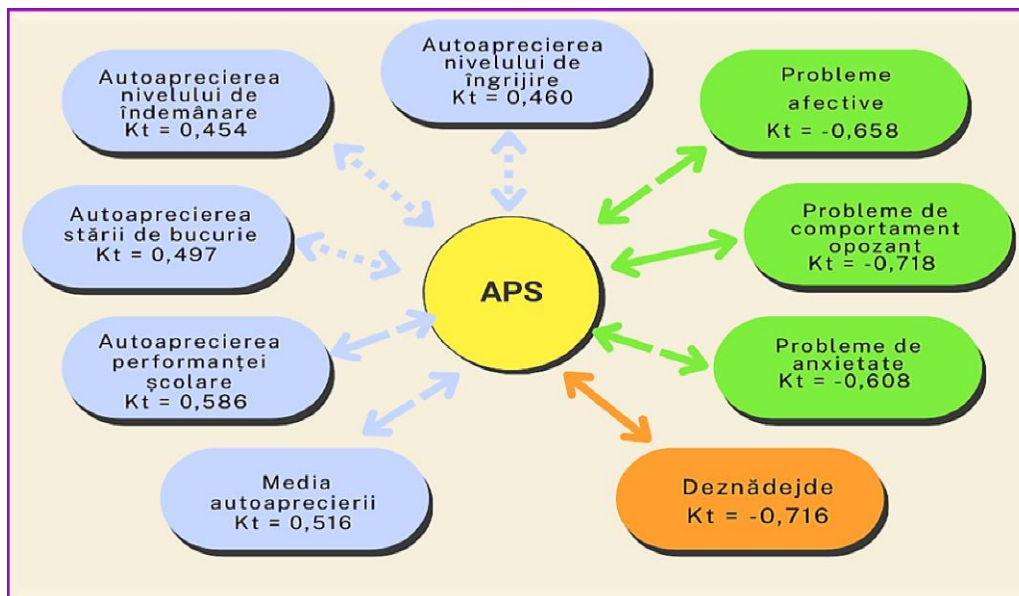 Autoaprecierea
nivelului de
îndemânare
Kt = 0,454
Autoaprecierea
nivelului de
îngrijire
Kt = 0,460
Probleme
afective
Kt = -0,658
Autoaprecierea
stării de bucurie
Kt = 0,497
Probleme de
comportament
opozant
Kt = -0,718
APS
Autoaprecierea
performanței
școlare
Kt = 0,586
Probleme de
anxietate
Kt = -0,608
Media
autoaprecierii
Kt = 0,516
Deznădejde
Kt = -0,716